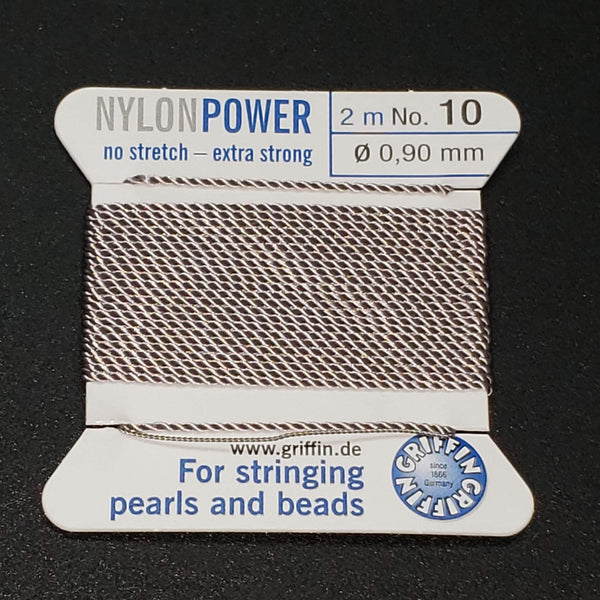 NYLONPOWER
no stretch – extra strong
2 m No. 10
Ø 0,90 mm
www.griffin.de
For stringing
pearls and beads
GRIFFIN GRIFFIN
since
1866
Germany